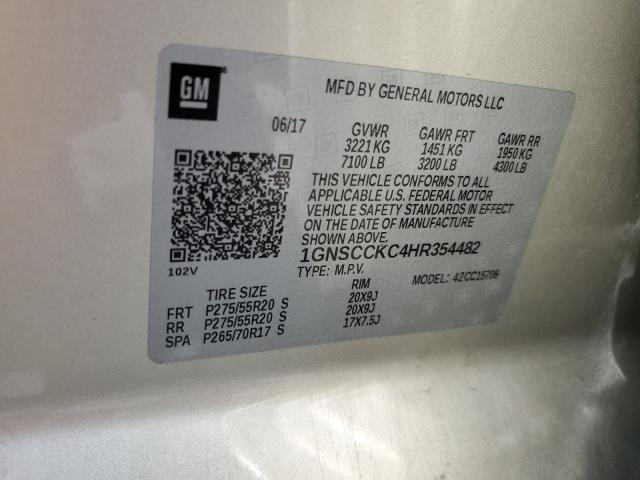 GM
MFD BY GENERAL MOTORS LLC
06/17 GVWR GAWR FRT GAWR RR
3221 KG 1451 KG 1950 KG
7100 LB 3200 LB 4300 LB
THIS VEHICLE CONFORMS TO ALL
APPLICABLE U.S. FEDERAL MOTOR
VEHICLE SAFETY STANDARDS IN EFFECT
ON THE DATE OF MANUFACTURE
SHOWN ABOVE.
1GNSCCKC4HR354482
102V
TYPE: M.P.V. MODEL: 42CC15706
TIRE SIZE RIM
FRT P275/55R20 S 20X9J
RR P275/55R20 S 20X9J
SPA P265/70R17 S 17X7.5J